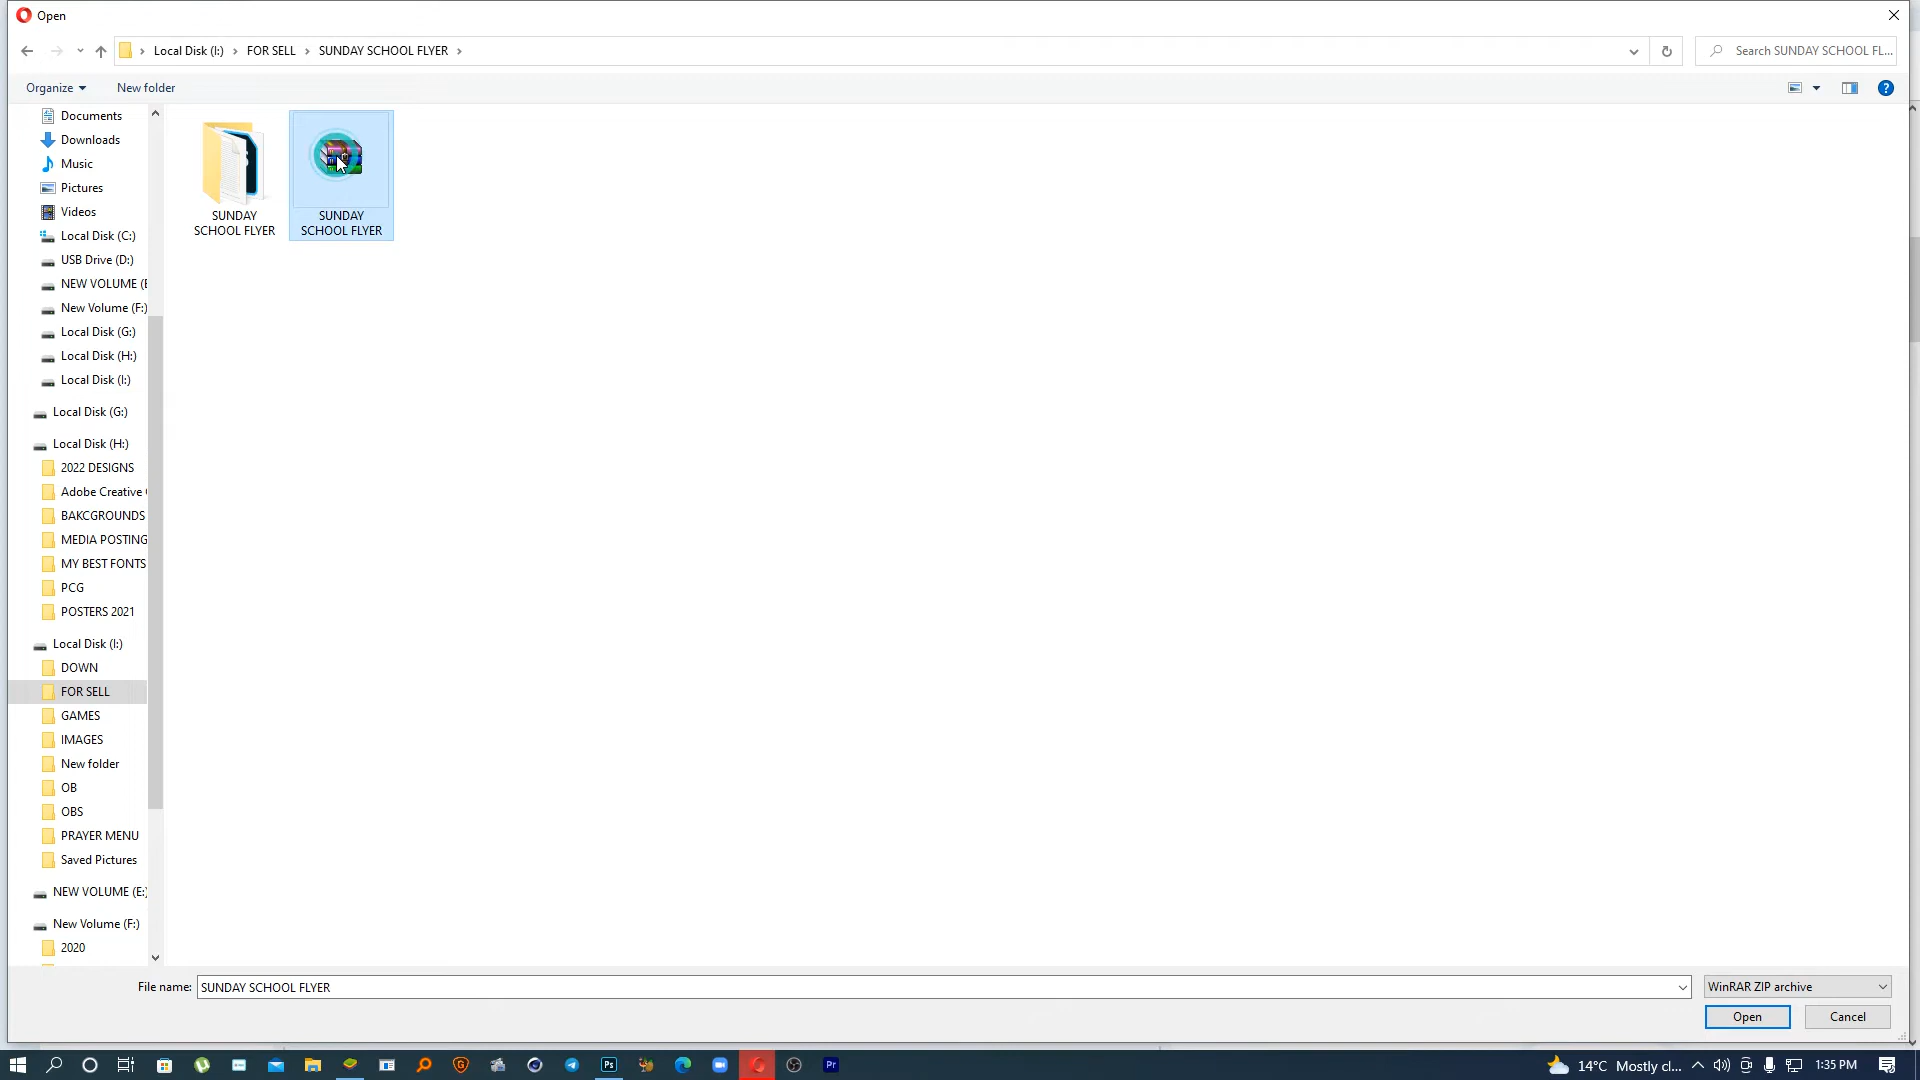 Open
Local Disk (I:) › FOR SELL › SUNDAY SCHOOL FLYER ›
Search SUNDAY SCHOOL FL...
Organize
New folder
Documents
Downloads
Music
Pictures
Videos
Local Disk (C:)
USB Drive (D:)
NEW VOLUME (E
New Volume (F:)
Local Disk (G:)
Local Disk (H:)
Local Disk (I:)
Local Disk (G:)
Local Disk (H:)
2022 DESIGNS
Adobe Creative
BAKCGROUNDS
MEDIA POSTING
MY BEST FONTS
PCG
POSTERS 2021
Local Disk (I:)
DOWN
FOR SELL
GAMES
IMAGES
New folder
OB
OBS
PRAYER MENU
Saved Pictures
NEW VOLUME (E:)
New Volume (F:)
2020
SUNDAY
SCHOOL FLYER
SUNDAY
SCHOOL FLYER
File name: SUNDAY SCHOOL FLYER
WinRAR ZIP archive
Open
Cancel
Ps
Pr
14°C Mostly cl...
1:35 PM